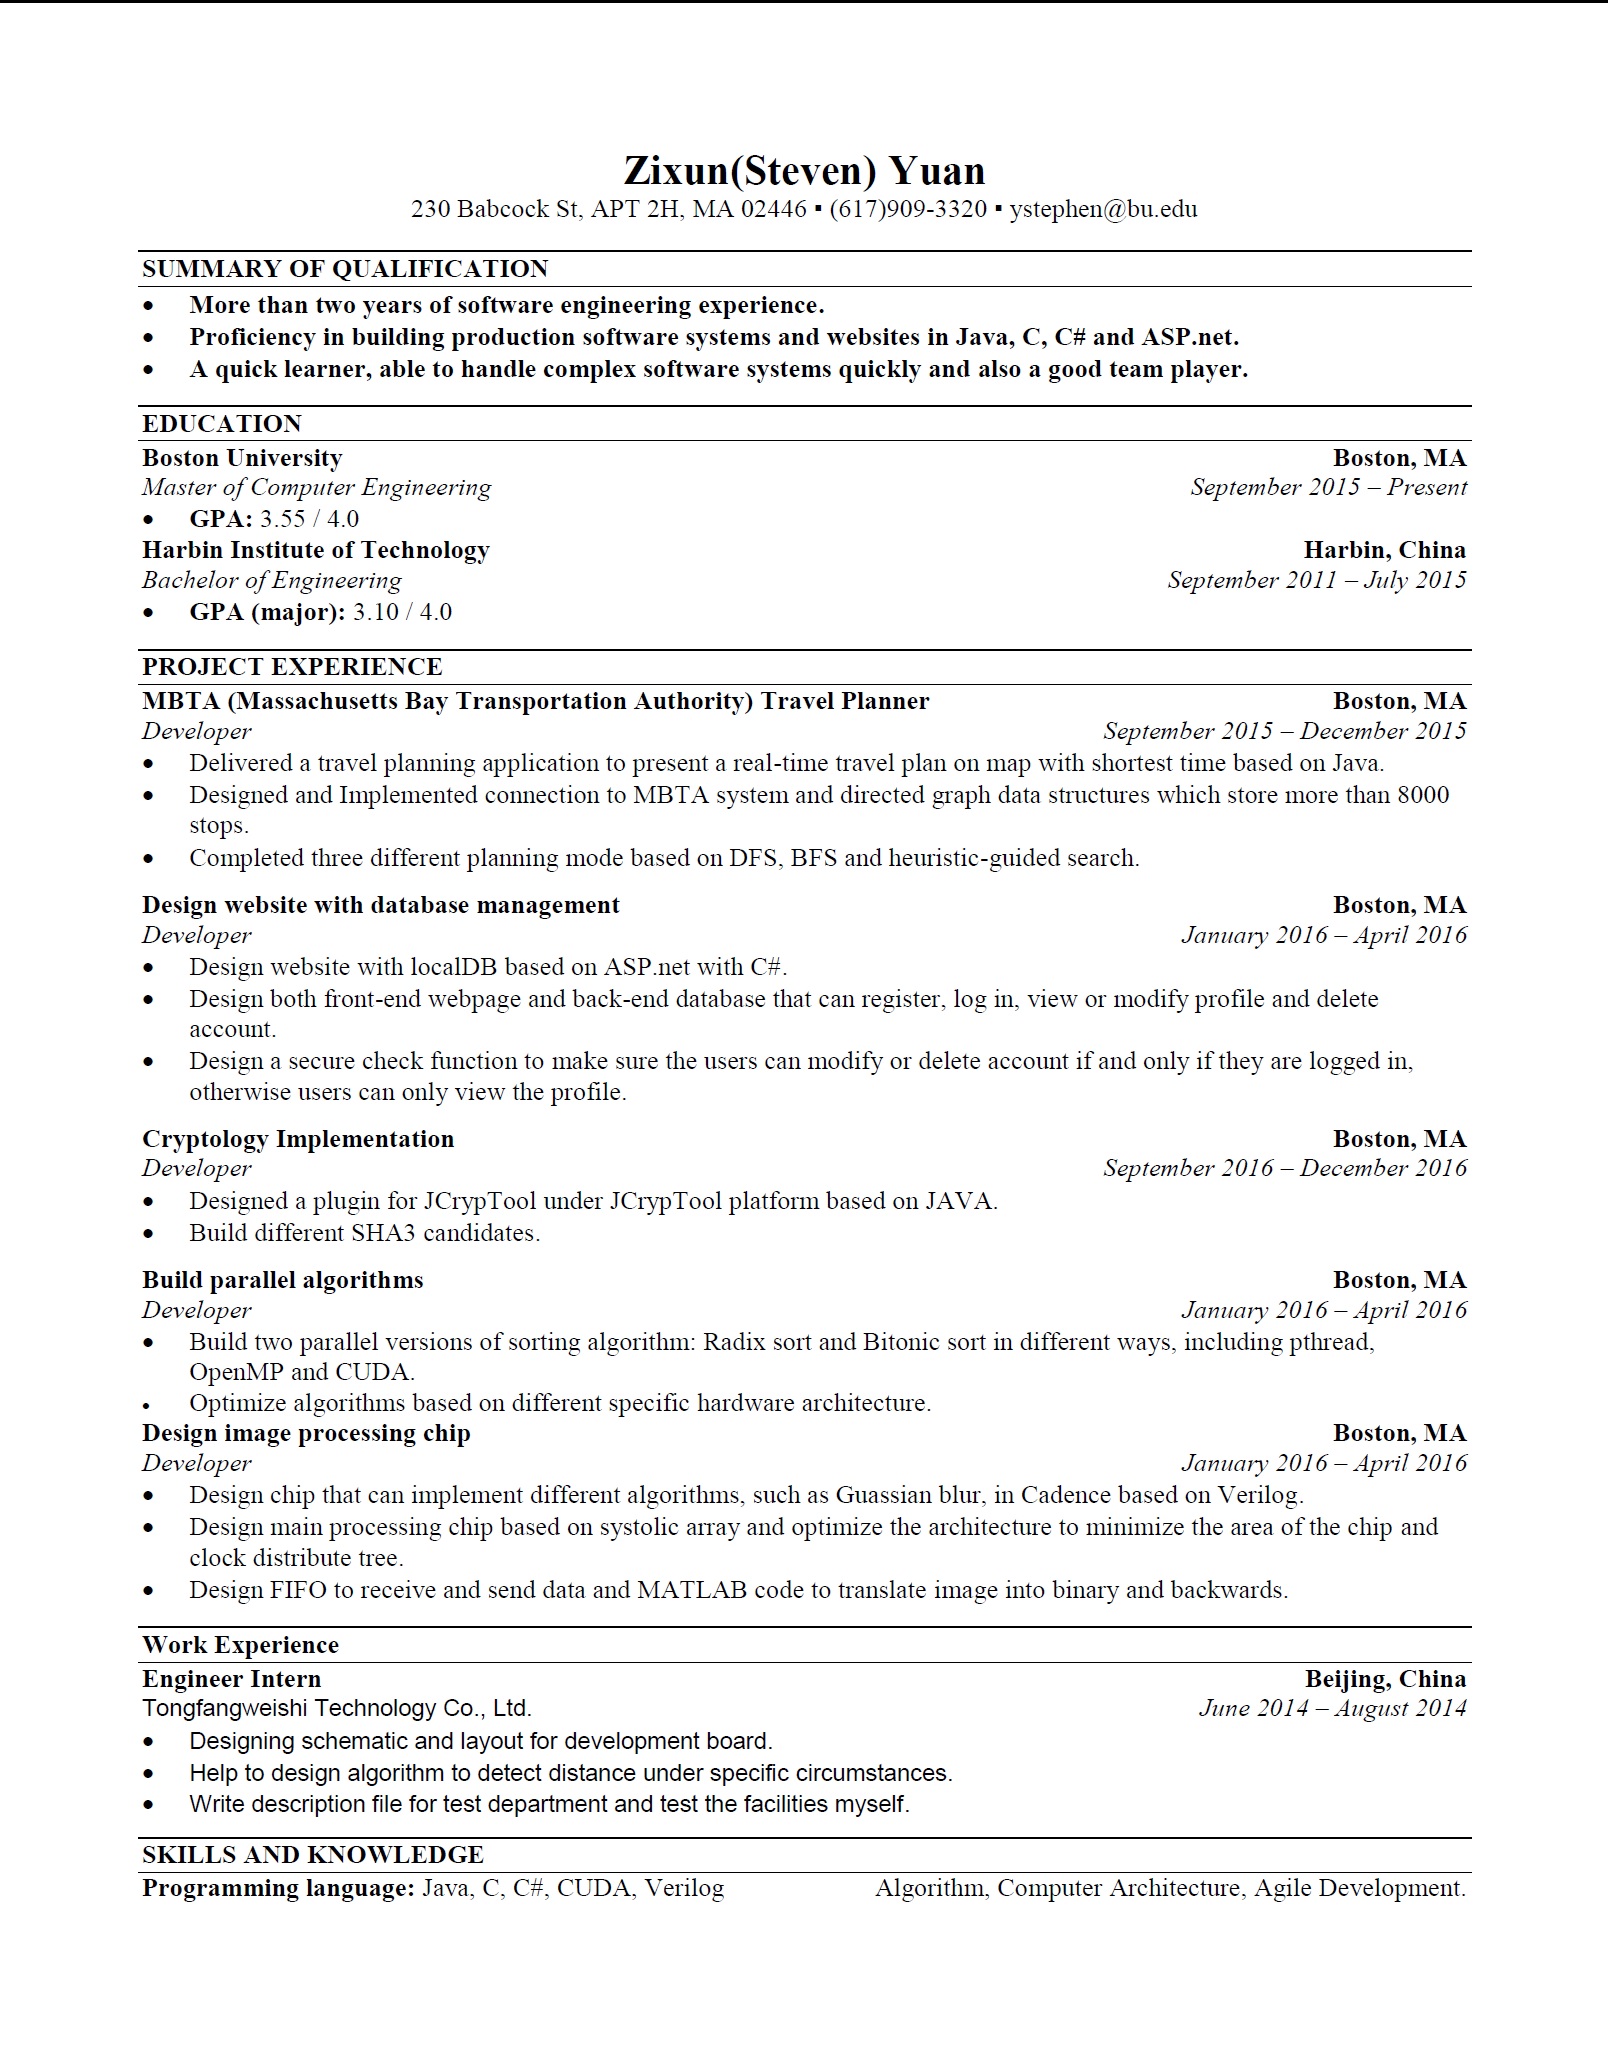 Zixun(Steven) Yuan
230 Babcock St, APT 2H, MA 02446 ▪ (617)909-3320 ▪ ystephen@bu.edu
SUMMARY OF QUALIFICATION
• More than two years of software engineering experience.
• Proficiency in building production software systems and websites in Java, C, C# and ASP.net.
• A quick learner, able to handle complex software systems quickly and also a good team player.
EDUCATION
Boston University Boston, MA
Master of Computer Engineering September 2015 – Present
• GPA: 3.55 / 4.0
Harbin Institute of Technology Harbin, China
Bachelor of Engineering September 2011 – July 2015
• GPA (major): 3.10 / 4.0
PROJECT EXPERIENCE
MBTA (Massachusetts Bay Transportation Authority) Travel Planner Boston, MA
Developer September 2015 – December 2015
• Delivered a travel planning application to present a real-time travel plan on map with shortest time based on Java.
• Designed and Implemented connection to MBTA system and directed graph data structures which store more than 8000
stops.
• Completed three different planning mode based on DFS, BFS and heuristic-guided search.
Design website with database management Boston, MA
Developer January 2016 – April 2016
• Design website with localDB based on ASP.net with C#.
• Design both front-end webpage and back-end database that can register, log in, view or modify profile and delete
account.
• Design a secure check function to make sure the users can modify or delete account if and only if they are logged in,
otherwise users can only view the profile.
Cryptology Implementation Boston, MA
Developer September 2016 – December 2016
• Designed a plugin for JCrypTool under JCrypTool platform based on JAVA.
• Build different SHA3 candidates.
Build parallel algorithms Boston, MA
Developer January 2016 – April 2016
• Build two parallel versions of sorting algorithm: Radix sort and Bitonic sort in different ways, including pthread,
OpenMP and CUDA.
• Optimize algorithms based on different specific hardware architecture.
Design image processing chip Boston, MA
Developer January 2016 – April 2016
• Design chip that can implement different algorithms, such as Guassian blur, in Cadence based on Verilog.
• Design main processing chip based on systolic array and optimize the architecture to minimize the area of the chip and
clock distribute tree.
• Design FIFO to receive and send data and MATLAB code to translate image into binary and backwards.
Work Experience
Engineer Intern Beijing, China
Tongfangweishi Technology Co., Ltd. June 2014 – August 2014
• Designing schematic and layout for development board.
• Help to design algorithm to detect distance under specific circumstances.
• Write description file for test department and test the facilities myself.
SKILLS AND KNOWLEDGE
Programming language: Java, C, C#, CUDA, Verilog Algorithm, Computer Architecture, Agile Development.